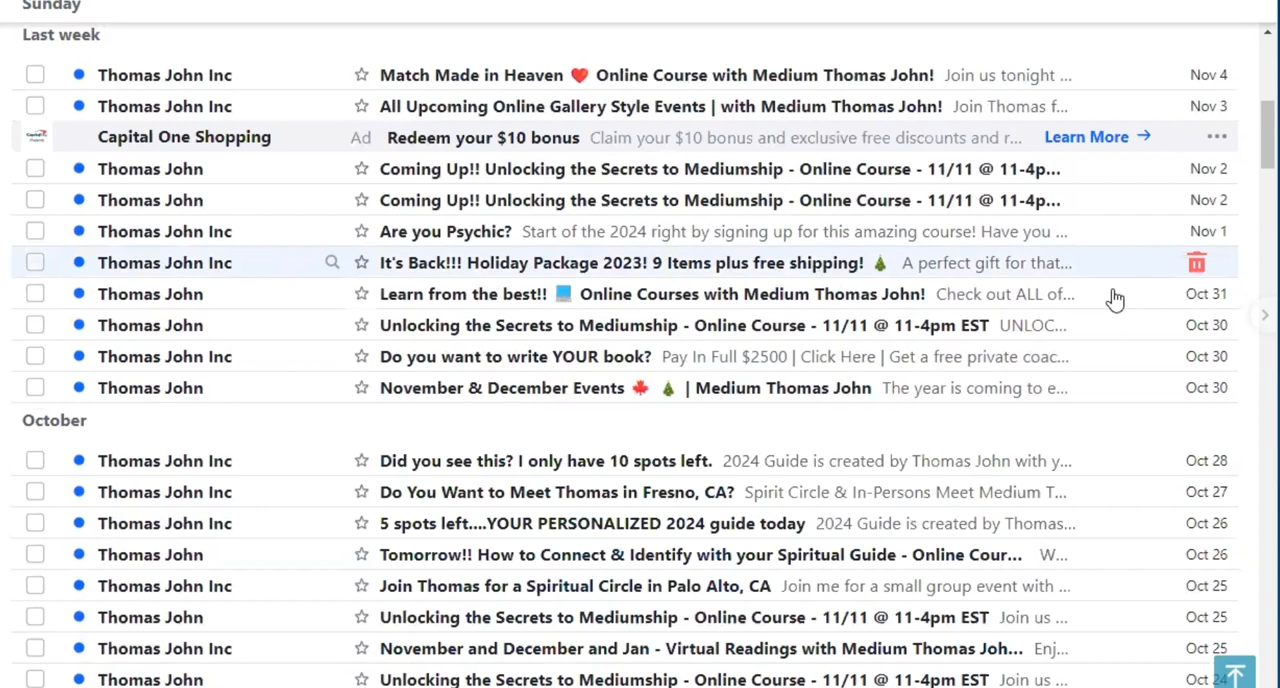 Sunday
Last week
Thomas John Inc Match Made in Heaven ❤️ Online Course with Medium Thomas John! Join us tonight ... Nov 4
Thomas John Inc All Upcoming Online Gallery Style Events | with Medium Thomas John! Join Thomas f... Nov 3
Capital One Shopping Ad Redeem your $10 bonus Claim your $10 bonus and exclusive free discounts and r... Learn More → ...
Thomas John Coming Up!! Unlocking the Secrets to Mediumship - Online Course - 11/11 @ 11-4p... Nov 2
Thomas John Coming Up!! Unlocking the Secrets to Mediumship - Online Course - 11/11 @ 11-4p... Nov 2
Thomas John Inc Are you Psychic? Start of the 2024 right by signing up for this amazing course! Have you ... Nov 1
Thomas John Inc It's Back!!! Holiday Package 2023! 9 Items plus free shipping! 🎄 A perfect gift for that...
Thomas John Learn from the best!! 💻 Online Courses with Medium Thomas John! Check out ALL of... Oct 31
Thomas John Unlocking the Secrets to Mediumship - Online Course - 11/11 @ 11-4pm EST UNLOC... Oct 30
Thomas John Do you want to write YOUR book? Pay In Full $2500 | Click Here | Get a free private coac... Oct 30
Thomas John November & December Events 🍁 🎄 | Medium Thomas John The year is coming to e... Oct 30
October
Thomas John Inc Did you see this? I only have 10 spots left. 2024 Guide is created by Thomas John with y... Oct 28
Thomas John Inc Do You Want to Meet Thomas in Fresno, CA? Spirit Circle & In-Persons Meet Medium T... Oct 27
Thomas John Inc 5 spots left....YOUR PERSONALIZED 2024 guide today 2024 Guide is created by Thomas... Oct 26
Thomas John Tomorrow!! How to Connect & Identify with your Spiritual Guide - Online Cour... W... Oct 26
Thomas John Inc Join Thomas for a Spiritual Circle in Palo Alto, CA Join me for a small group event with ... Oct 25
Thomas John Unlocking the Secrets to Mediumship - Online Course - 11/11 @ 11-4pm EST Join us ... Oct 25
Thomas John Inc November and December and Jan - Virtual Readings with Medium Thomas Joh... Enj... Oct 25
Thomas John Unlocking the Secrets to Mediumship - Online Course - 11/11 @ 11-4pm EST Join us ... Oct 24